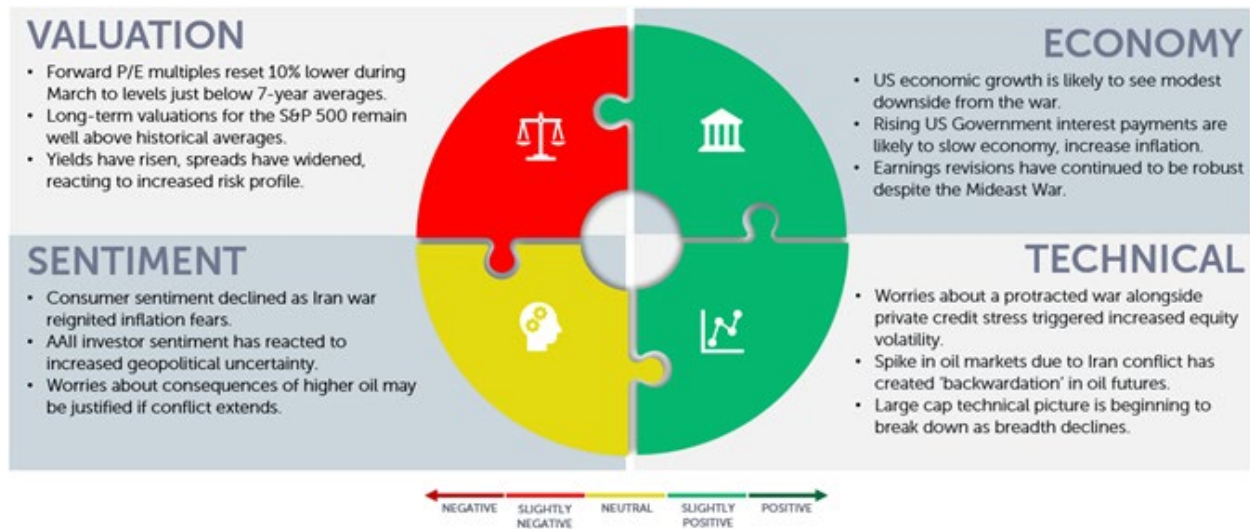 VALUATION
• Forward P/E multiples reset 10% lower during
March to levels just below 7-year averages.
• Long-term valuations for the S&P 500 remain
well above historical averages.
• Yields have risen, spreads have widened,
reacting to increased risk profile.
ECONOMY
• US economic growth is likely to see modest
downside from the war.
• Rising US Government interest payments are
likely to slow economy, increase inflation.
• Earnings revisions have continued to be robust
despite the Mideast War.
SENTIMENT
• Consumer sentiment declined as Iran war
reignited inflation fears.
• AAII investor sentiment has reacted to
increased geopolitical uncertainty.
• Worries about consequences of higher oil may
be justified if conflict extends.
TECHNICAL
• Worries about a protracted war alongside
private credit stress triggered increased equity
volatility.
• Spike in oil markets due to Iran conflict has
created 'backwardation' in oil futures.
• Large cap technical picture is beginning to
break down as breadth declines.
NEGATIVE
SLIGHTLY
NEGATIVE
NEUTRAL
SLIGHTLY
POSITIVE
POSITIVE